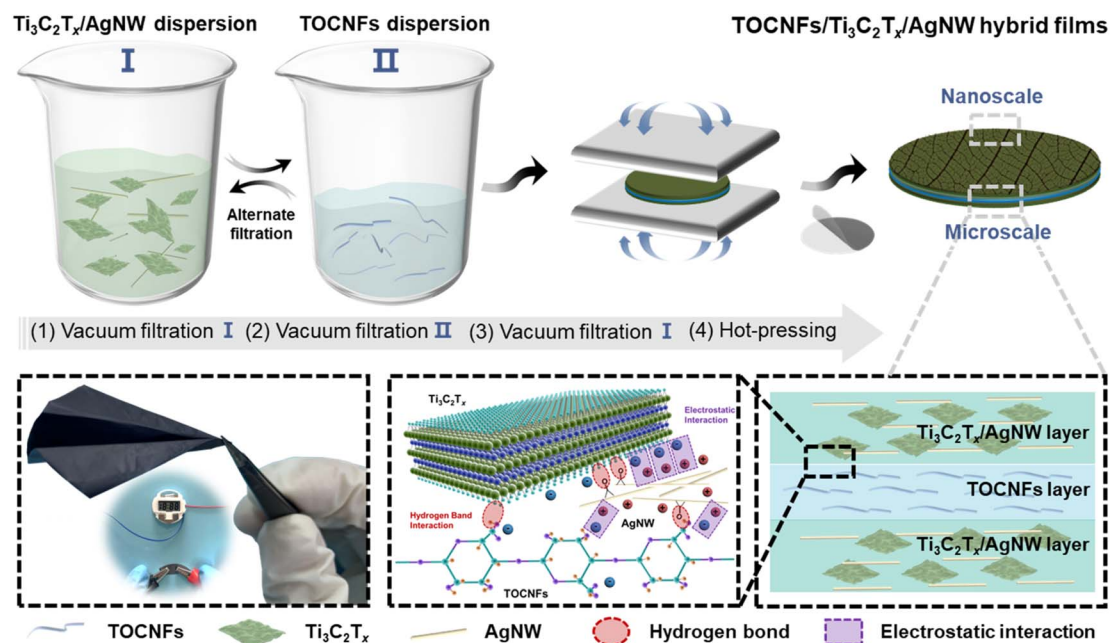 Ti₃C₂Tₓ/AgNW dispersion
I
TOCNFs dispersion
II
TOCNFs/Ti₃C₂Tₓ/AgNW hybrid films
Alternate
filtration
Nanoscale
Microscale
(1) Vacuum filtration I (2) Vacuum filtration II (3) Vacuum filtration I (4) Hot-pressing
Ti₃C₂Tₓ
Electrostatic
Interaction
Hydrogen Band
Interaction
AgNW
TOCNFs
Ti₃C₂Tₓ/AgNW layer
TOCNFs layer
Ti₃C₂Tₓ/AgNW layer
TOCNFs
Ti₃C₂Tₓ
AgNW
Hydrogen bond
Electrostatic interaction